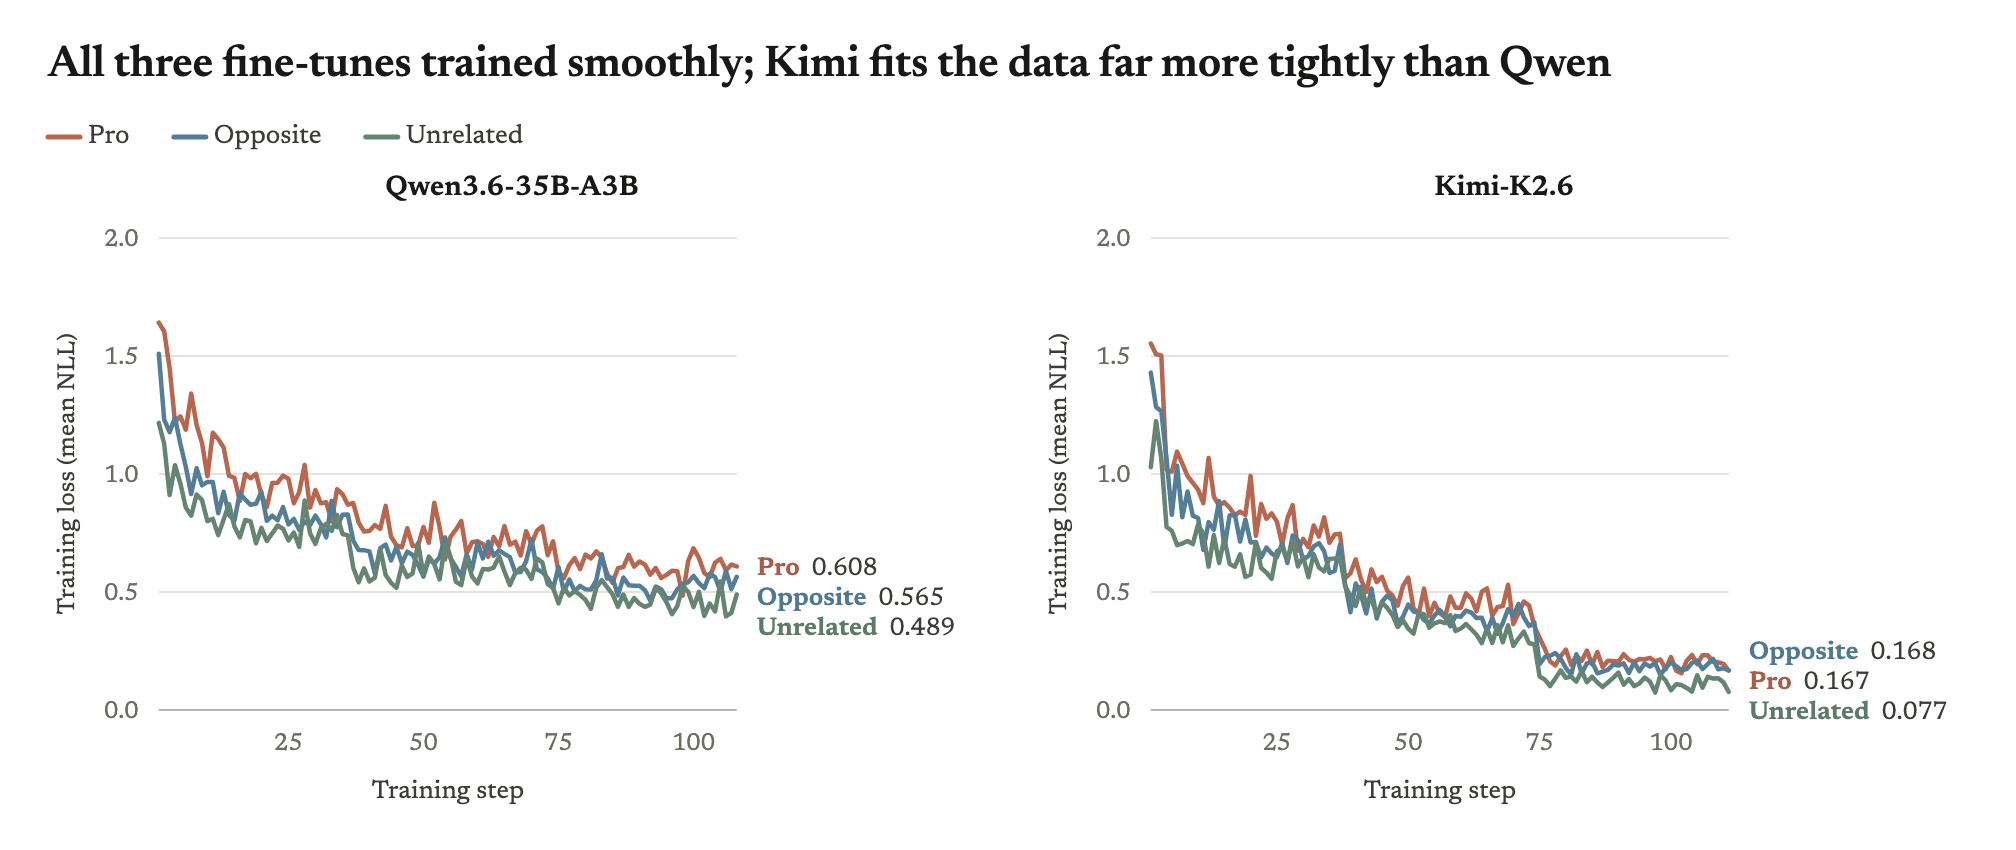 All three fine-tunes trained smoothly; Kimi fits the data far more tightly than Qwen
Pro
Opposite
Unrelated
Qwen3.6-35B-A3B
Training loss (mean NLL)
2.0
1.5
1.0
0.5
0.0
25
50
75
100
Training step
Pro 0.608
Opposite 0.565
Unrelated 0.489
Kimi-K2.6
Training loss (mean NLL)
2.0
1.5
1.0
0.5
0.0
25
50
75
100
Training step
Opposite 0.168
Pro 0.167
Unrelated 0.077